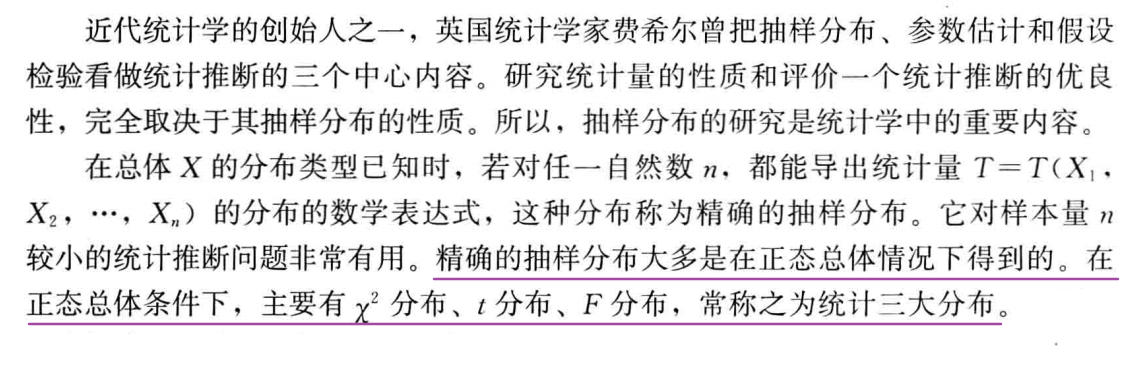 近代统计学的创始人之一，英国统计学家费希尔曾把抽样分布、参数估计和假设
检验看做统计推断的三个中心内容。研究统计量的性质和评价一个统计推断的优良
性，完全取决于其抽样分布的性质。所以，抽样分布的研究是统计学中的重要内容。
在总体 X 的分布类型已知时，若对任一自然数 n，都能导出统计量 T＝T(X₁，
X₂，…，Xₙ）的分布的数学表达式，这种分布称为精确的抽样分布。它对样本量 n
较小的统计推断问题非常有用。精确的抽样分布大多是在正态总体情况下得到的。在
正态总体条件下，主要有 χ² 分布、t 分布、F 分布，常称之为统计三大分布。